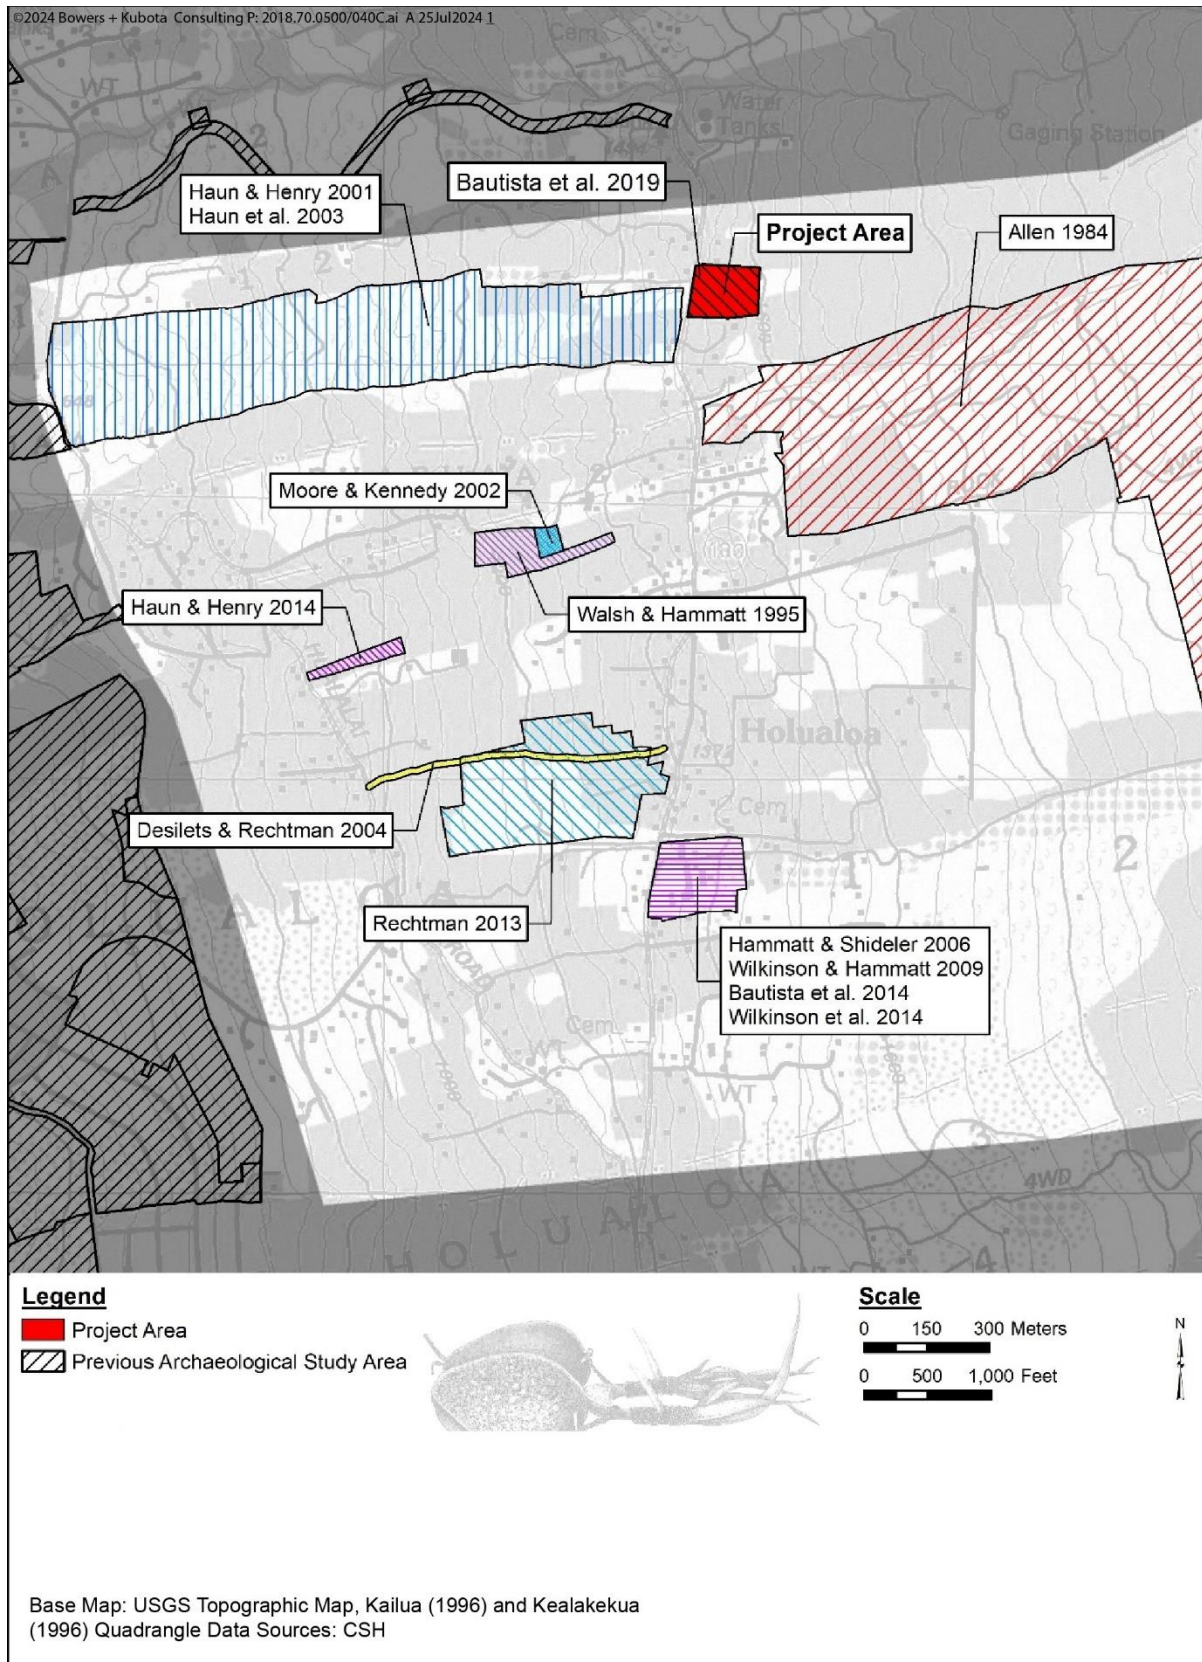 ©2024 Bowers + Kubota Consulting P: 2018.70.0500/040C.ai A 25Jul2024 1
Cem
WT
Water
Tanks
Gaging Station
Haun & Henry 2001
Haun et al. 2003
Bautista et al. 2019
Project Area
Allen 1984
Moore & Kennedy 2002
Walsh & Hammatt 1995
Haun & Henry 2014
Holualoa
1372
Cem
Desilets & Rechtman 2004
Rechtman 2013
ROAD
Hammatt & Shideler 2006
Wilkinson & Hammatt 2009
Bautista et al. 2014
Wilkinson et al. 2014
Cem
WT
WT
4WD
HOLUALOA
Legend
Project Area
Previous Archaeological Study Area
Scale
0 150 300 Meters
0 500 1,000 Feet
N
Base Map: USGS Topographic Map, Kailua (1996) and Kealakekua
(1996) Quadrangle Data Sources: CSH